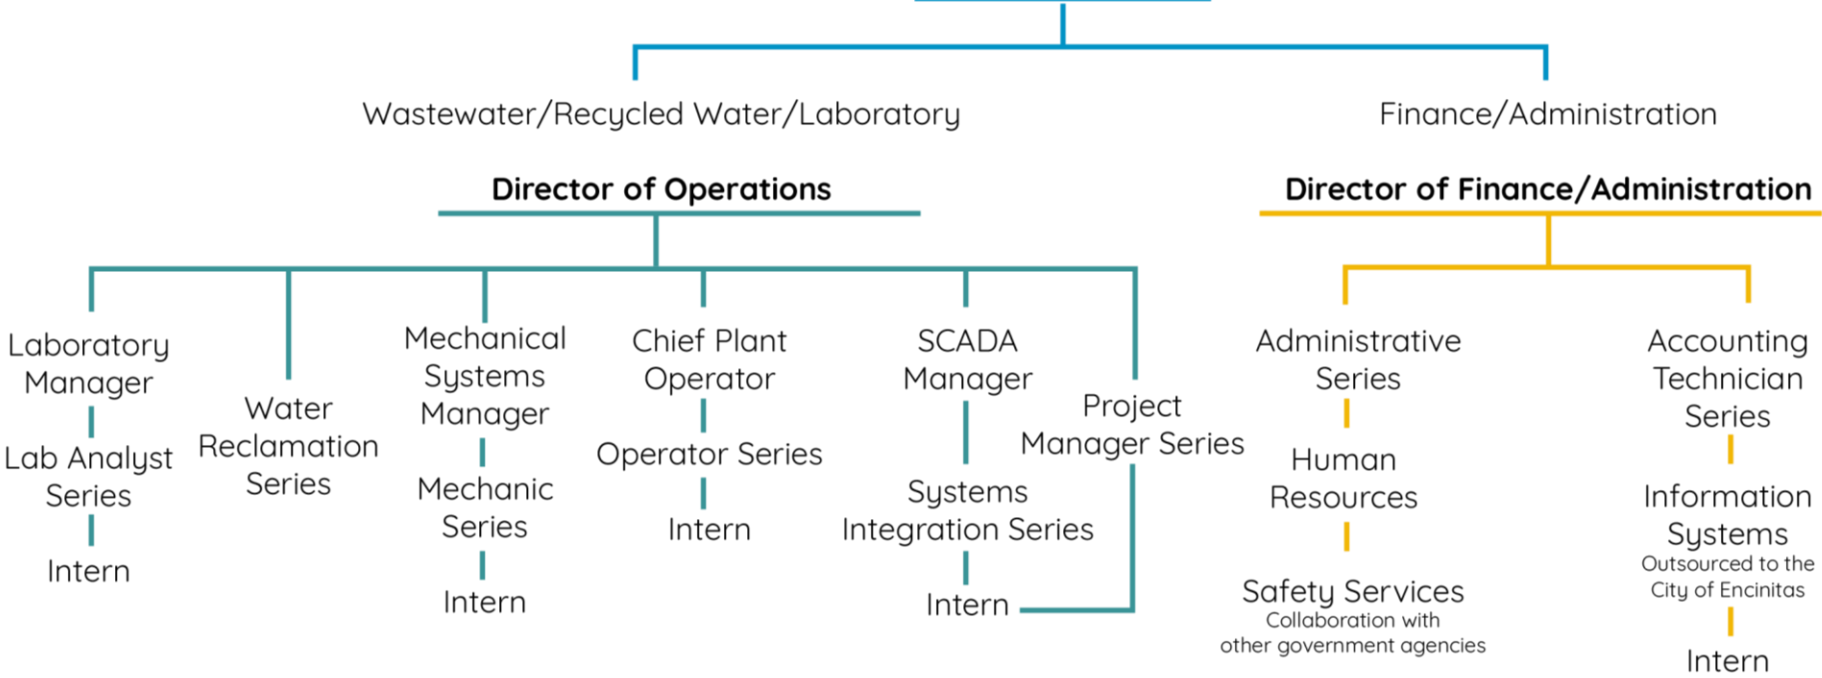 Wastewater/Recycled Water/Laboratory
Finance/Administration
Director of Operations
Director of Finance/Administration
Laboratory
Manager
Lab Analyst
Series
Intern
Water
Reclamation
Series
Mechanical
Systems
Manager
Mechanic
Series
Intern
Chief Plant
Operator
Operator Series
Intern
SCADA
Manager
Systems
Integration Series
Intern
Project
Manager Series
Administrative
Series
Human
Resources
Safety Services
Collaboration with
other government agencies
Accounting
Technician
Series
Information
Systems
Outsourced to the
City of Encinitas
Intern